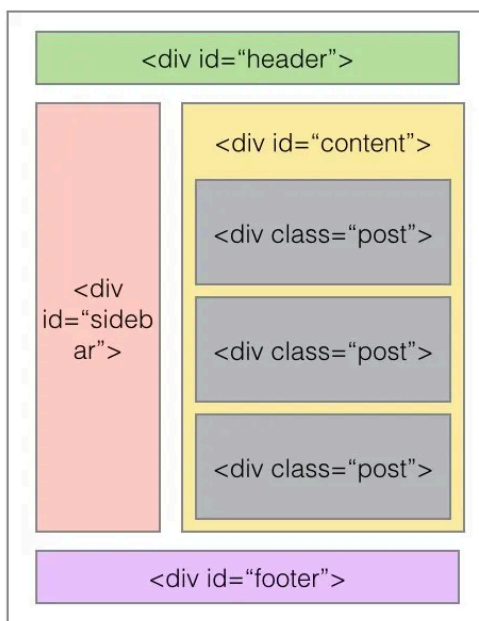 <div id=“header”>
<div
id=“sideb
ar”>
<div id=“content”>
<div class=“post”>
<div class=“post”>
<div class=“post”>
<div id=“footer”>